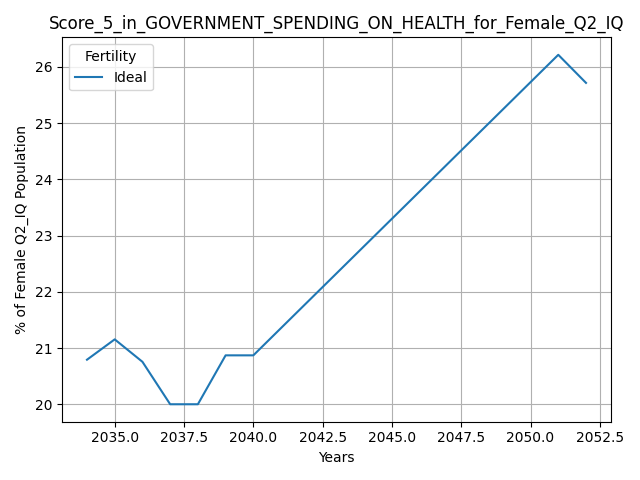 Score_5_in_GOVERNMENT_SPENDING_ON_HEALTH_for_Female_Q2_IQ
Fertility
Ideal
% of Female Q2_IQ Population
26
25
24
23
22
21
20
2035.0 2037.5 2040.0 2042.5 2045.0 2047.5 2050.0 2052.5
Years